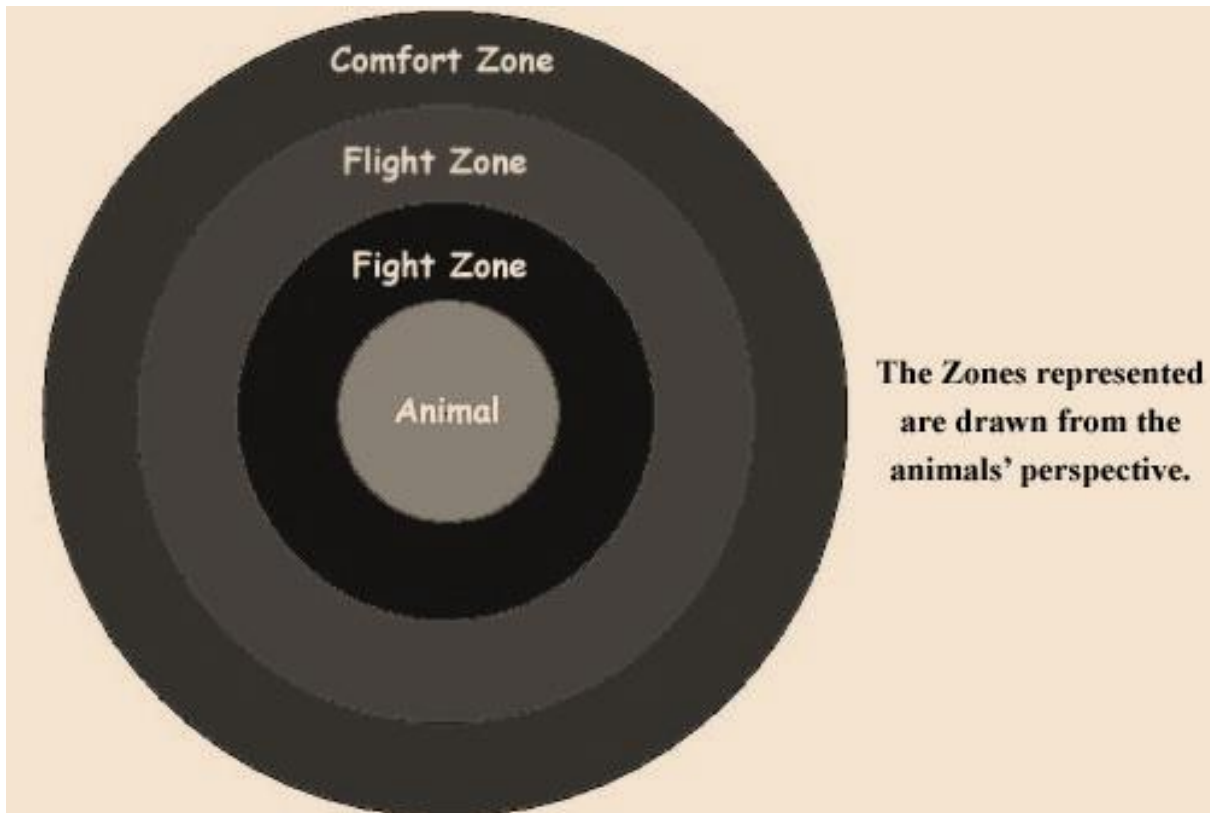 Comfort Zone
Flight Zone
Fight Zone
Animal
The Zones represented
are drawn from the
animals’ perspective.